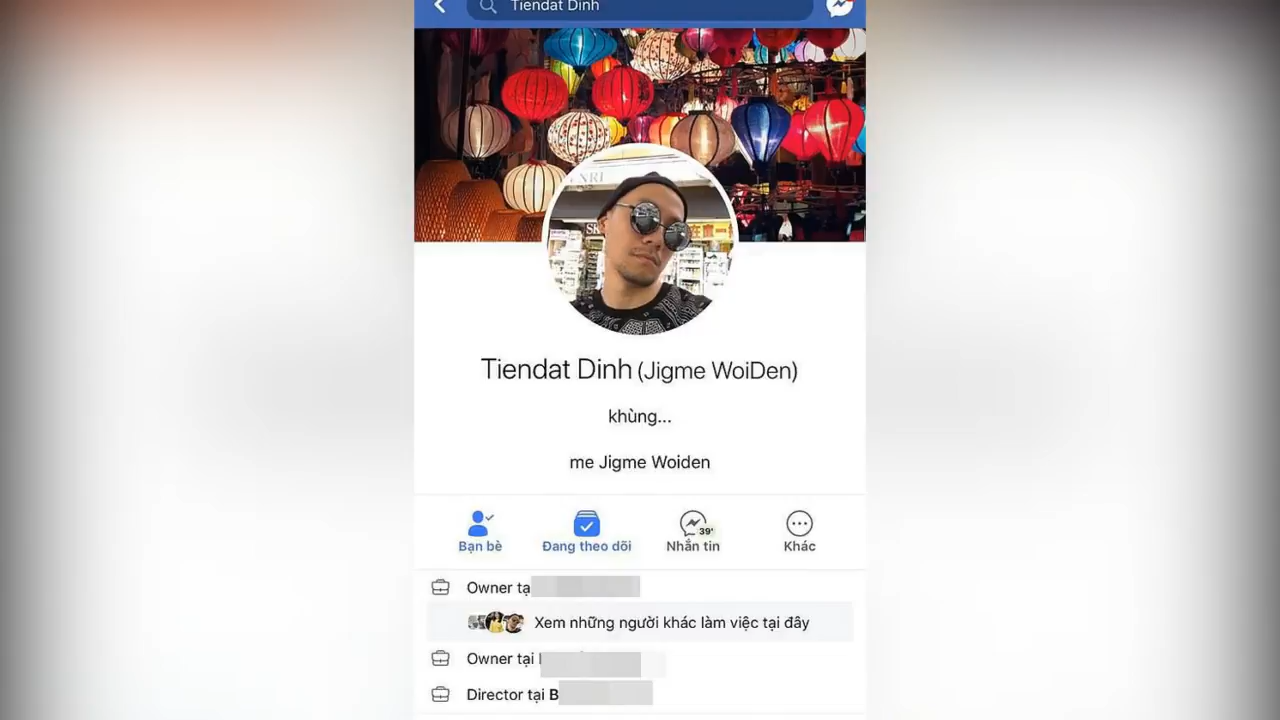 Tiendat Dinh
Tiendat Dinh (Jigme WoiDen)
khùng...
me Jigme Woiden
39'
Bạn bè
Đang theo dõi
Nhắn tin
Khác
Owner tạ
Xem những người khác làm việc tại đây
Owner tại
Director tại B